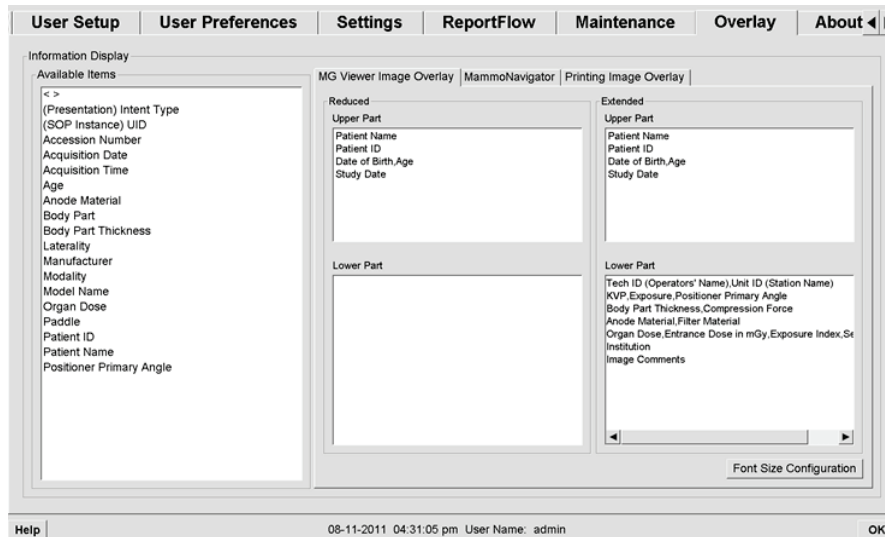 User Setup User Preferences Settings ReportFlow Maintenance Overlay About
Information Display
Available Items
< >
(Presentation) Intent Type
(SOP Instance) UID
Accession Number
Acquisition Date
Acquisition Time
Age
Anode Material
Body Part
Body Part Thickness
Laterality
Manufacturer
Modality
Model Name
Organ Dose
Paddle
Patient ID
Patient Name
Positioner Primary Angle
MG Viewer Image Overlay MammoNavigator Printing Image Overlay
Reduced
Upper Part
Patient Name
Patient ID
Date of Birth,Age
Study Date
Lower Part
Extended
Upper Part
Patient Name
Patient ID
Date of Birth,Age
Study Date
Lower Part
Tech ID (Operators' Name),Unit ID (Station Name)
KVP,Exposure,Positioner Primary Angle
Body Part Thickness,Compression Force
Anode Material,Filter Material
Organ Dose,Entrance Dose in mGy,Exposure Index,Se
Institution
Image Comments
Font Size Configuration
Help 08-11-2011 04:31:05 pm User Name: admin OK